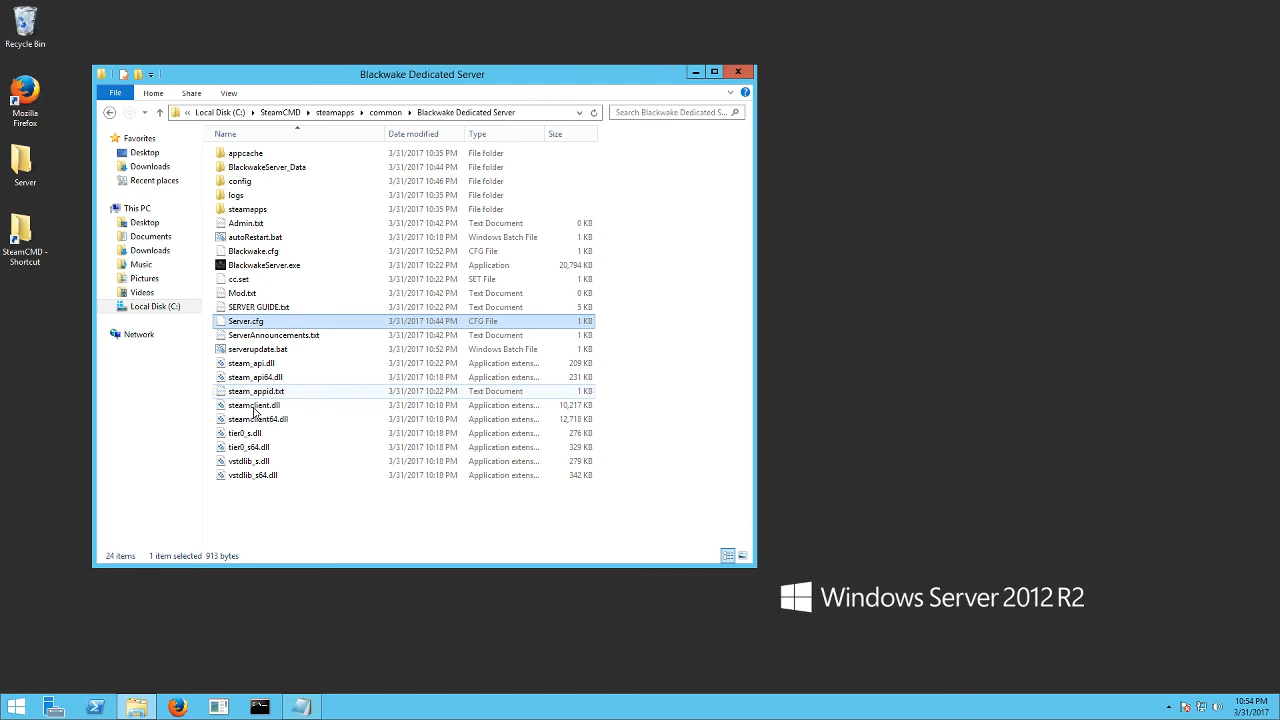 Recycle Bin
Mozilla
Firefox
Server
SteamCMD -
Shortcut
Blackwake Dedicated Server
File Home Share View
« Local Disk (C:) SteamCMD steamapps common Blackwake Dedicated Server Search Blackwake Dedicated S...
Favorites
Desktop
Downloads
Recent places
This PC
Desktop
Documents
Downloads
Music
Pictures
Videos
Local Disk (C:)
Network
Name Date modified Type Size
appcache 3/31/2017 10:35 PM File folder
BlackwakeServer_Data 3/31/2017 10:44 PM File folder
config 3/31/2017 10:46 PM File folder
logs 3/31/2017 10:35 PM File folder
steamapps 3/31/2017 10:35 PM File folder
Admin.txt 3/31/2017 10:42 PM Text Document 0 KB
autoRestart.bat 3/31/2017 10:18 PM Windows Batch File 1 KB
Blackwake.cfg 3/31/2017 10:52 PM CFG File 1 KB
BlackwakeServer.exe 3/31/2017 10:22 PM Application 20,794 KB
cc.set 3/31/2017 10:22 PM SET File 1 KB
Mod.txt 3/31/2017 10:42 PM Text Document 0 KB
SERVER GUIDE.txt 3/31/2017 10:22 PM Text Document 5 KB
Server.cfg 3/31/2017 10:44 PM CFG File 1 KB
ServerAnnouncements.txt 3/31/2017 10:42 PM Text Document 1 KB
serverupdate.bat 3/31/2017 10:52 PM Windows Batch File 1 KB
steam_api.dll 3/31/2017 10:22 PM Application extens... 209 KB
steam_api64.dll 3/31/2017 10:18 PM Application extens... 231 KB
steam_appid.txt 3/31/2017 10:22 PM Text Document 1 KB
steamclient.dll 3/31/2017 10:18 PM Application extens... 10,217 KB
steamclient64.dll 3/31/2017 10:18 PM Application extens... 12,718 KB
tier0_s.dll 3/31/2017 10:18 PM Application extens... 276 KB
tier0_s64.dll 3/31/2017 10:18 PM Application extens... 329 KB
vstdlib_s.dll 3/31/2017 10:18 PM Application extens... 279 KB
vstdlib_s64.dll 3/31/2017 10:18 PM Application extens... 342 KB
24 items 1 item selected 913 bytes
Windows Server 2012 R2
10:54 PM
3/31/2017